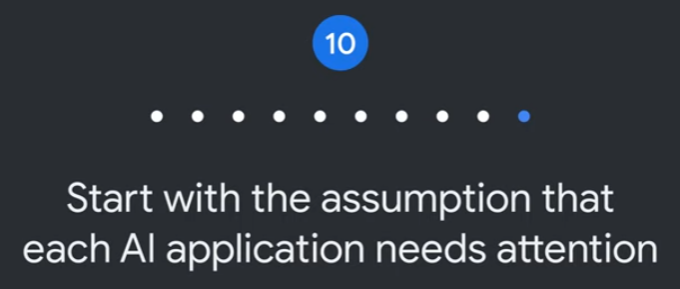 10
Start with the assumption that
each AI application needs attention